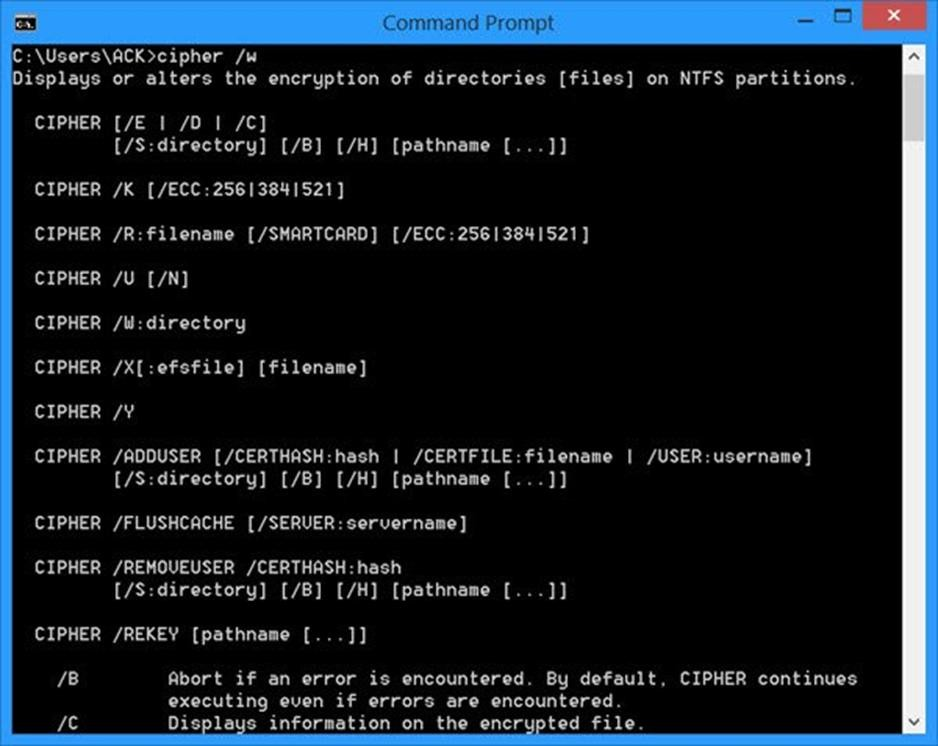 Command Prompt
C:\Users\ACK>cipher /w
Displays or alters the encryption of directories [files] on NTFS partitions.
CIPHER [/E | /D | /C]
[/S:directory] [/B] [/H] [pathname [...]]
CIPHER /K [/ECC:256|384|521]
CIPHER /R:filename [/SMARTCARD] [/ECC:256|384|521]
CIPHER /U [/N]
CIPHER /W:directory
CIPHER /X[:efsfile] [filename]
CIPHER /Y
CIPHER /ADDUSER [/CERTHASH:hash | /CERTFILE:filename | /USER:username]
[/S:directory] [/B] [/H] [pathname [...]]
CIPHER /FLUSHCACHE [/SERVER:servername]
CIPHER /REMOVEUSER /CERTHASH:hash
[/S:directory] [/B] [/H] [pathname [...]]
CIPHER /REKEY [pathname [...]]
/B Abort if an error is encountered. By default, CIPHER continues
executing even if errors are encountered.
/C Displays information on the encrypted file.